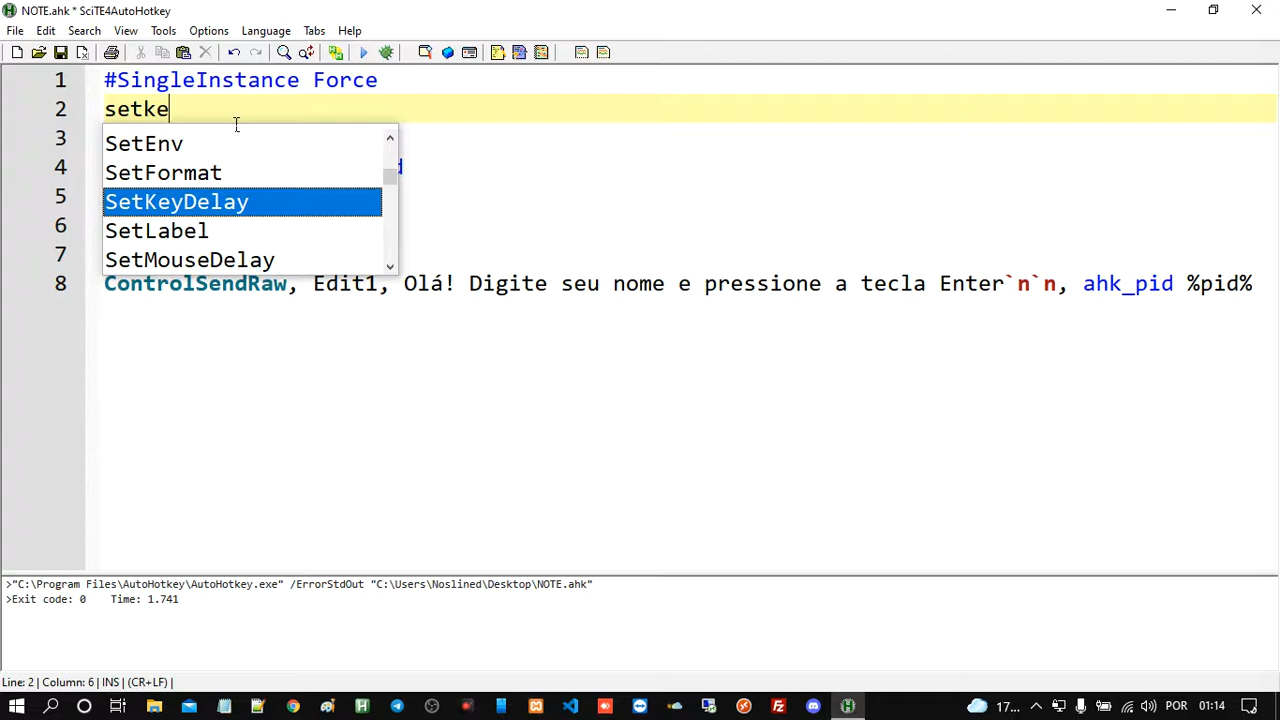 NOTE.ahk * SciTE4AutoHotkey
File Edit Search View Tools Options Language Tabs Help
1 #SingleInstance Force
2 setke
3
SetEnv
4 d
SetFormat
5 SetKeyDelay
6 SetLabel
7 SetMouseDelay
8 ControlSendRaw, Edit1, Olá! Digite seu nome e pressione a tecla Enter`n`n, ahk_pid %pid%
>"C:\Program Files\AutoHotkey\AutoHotkey.exe" /ErrorStdOut "C:\Users\Noslined\Desktop\NOTE.ahk"
>Exit code: 0 Time: 1.741
Line: 2 | Column: 6 | INS | (CR+LF) |
17... POR 01:14